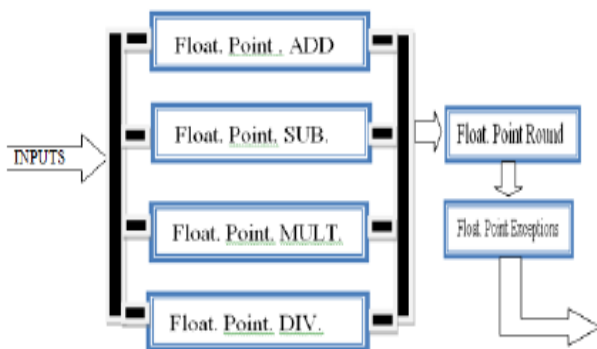 Float. Point , ADD
Float. Point, SUB.
INPUTS
Float. Point Round
Float. Point. MULT.
Float. Point Exceptions
Float. Point. DIV.